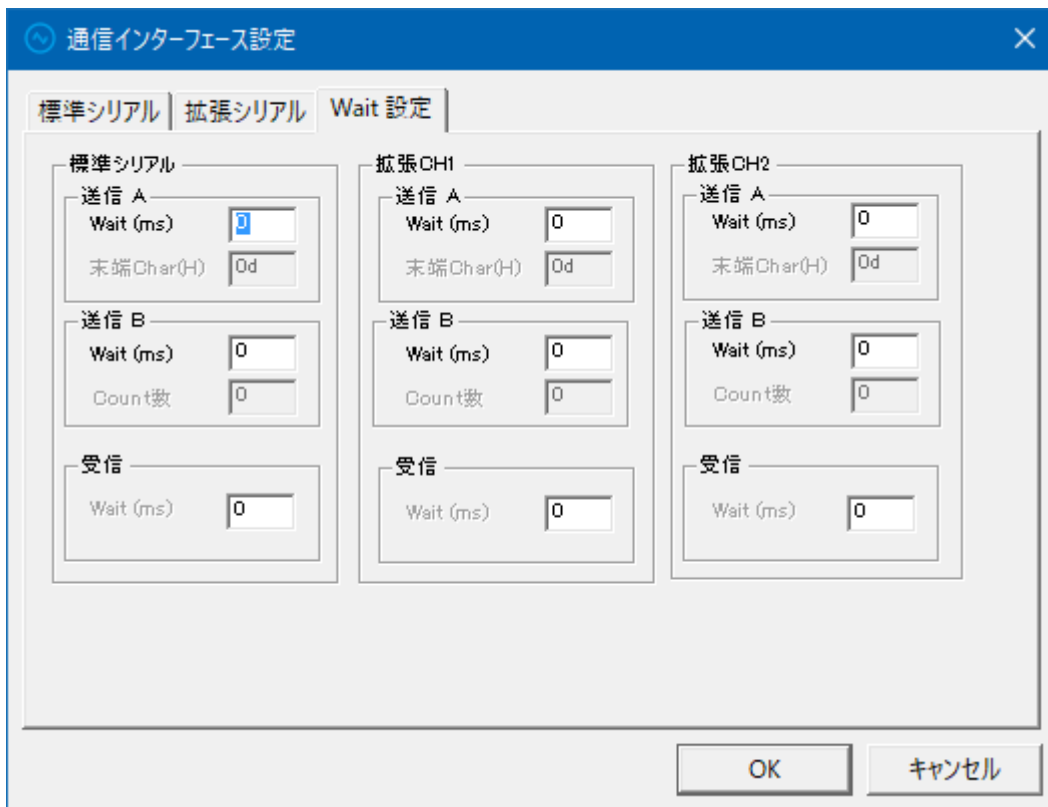 通信インターフェース設定
標準シリアル 拡張シリアル Wait 設定
標準シリアル
送信 A
Wait (ms) 0
末端Char(H) 0d
送信 B
Wait (ms) 0
Count数 0
受信
Wait (ms) 0
拡張CH1
送信 A
Wait (ms) 0
末端Char(H) 0d
送信 B
Wait (ms) 0
Count数 0
受信
Wait (ms) 0
拡張CH2
送信 A
Wait (ms) 0
末端Char(H) 0d
送信 B
Wait (ms) 0
Count数 0
受信
Wait (ms) 0
OK キャンセル